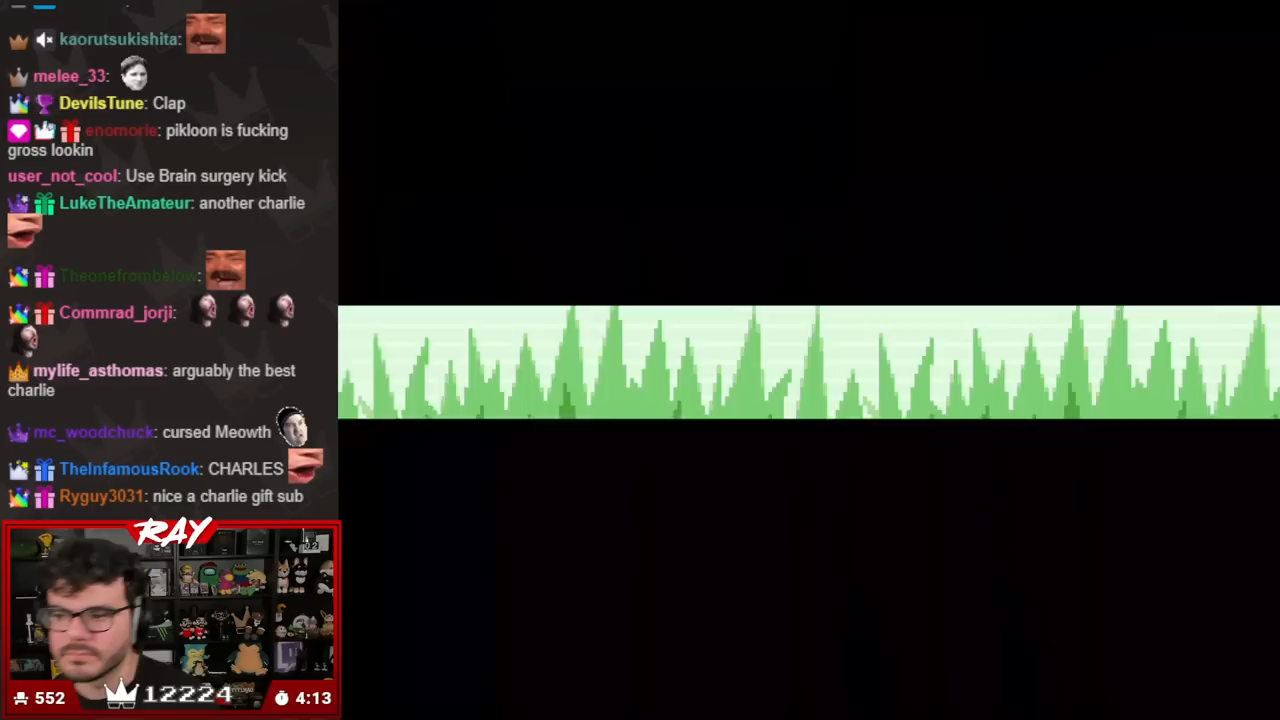 kaorutsukishita:
melee_33:
DevilsTune: Clap
enomorie: pikloon is fucking
gross lookin
user_not_cool: Use Brain surgery kick
LukeTheAmateur: another charlie
Theonefrombelow:
Commrad_jorji:
mylife_asthomas: arguably the best
charlie
mc_woodchuck: cursed Meowth
TheInfamousRook: CHARLES
Ryguy3031: nice a charlie gift sub
RAY
552
12224
4:13